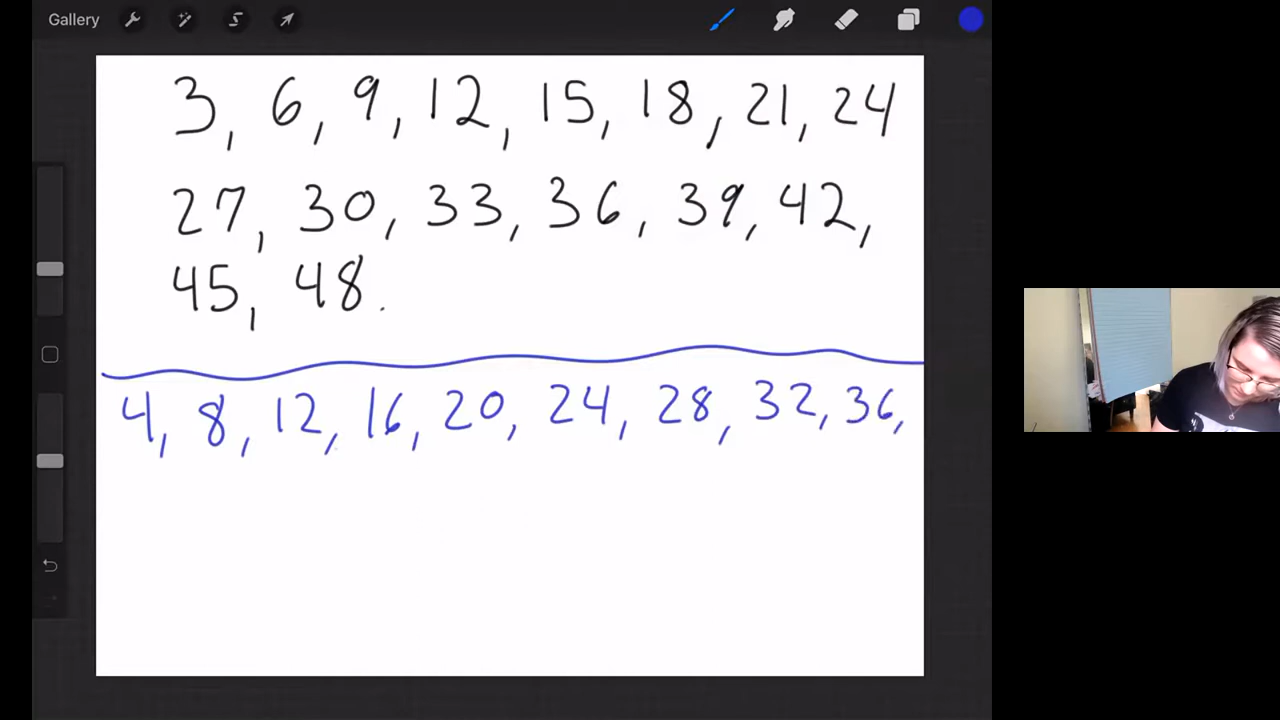 Gallery
3, 6, 9, 12, 15, 18, 21, 24
27, 30, 33, 36, 39, 42,
45, 48.
4, 8, 12, 16, 20, 24, 28, 32, 36,